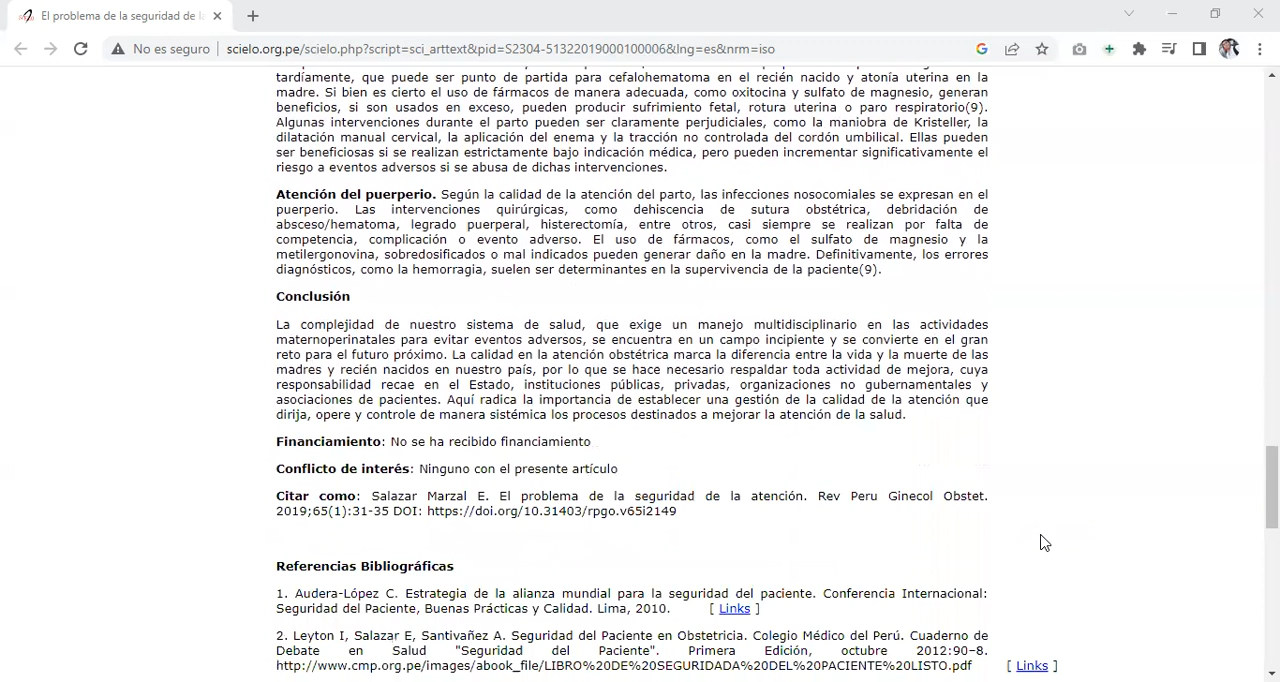 El problema de la seguridad de la
No es seguro
scielo.org.pe/scielo.php?script=sci_arttext&pid=S2304-51322019000100006&lng=es&nrm=iso
tardíamente, que puede ser punto de partida para cefalohematoma en el recién nacido y atonía uterina en la
madre. Si bien es cierto el uso de fármacos de manera adecuada, como oxitocina y sulfato de magnesio, generan
beneficios, si son usados en exceso, pueden producir sufrimiento fetal, rotura uterina o paro respiratorio(9).
Algunas intervenciones durante el parto pueden ser claramente perjudiciales, como la maniobra de Kristeller, la
dilatación manual cervical, la aplicación del enema y la tracción no controlada del cordón umbilical. Ellas pueden
ser beneficiosas si se realizan estrictamente bajo indicación médica, pero pueden incrementar significativamente el
riesgo a eventos adversos si se abusa de dichas intervenciones.
Atención del puerperio. Según la calidad de la atención del parto, las infecciones nosocomiales se expresan en el
puerperio. Las intervenciones quirúrgicas, como dehiscencia de sutura obstétrica, debridación de
absceso/hematoma, legrado puerperal, histerectomía, entre otros, casi siempre se realizan por falta de
competencia, complicación o evento adverso. El uso de fármacos, como el sulfato de magnesio y la
metilergonovina, sobredosificados o mal indicados pueden generar daño en la madre. Definitivamente, los errores
diagnósticos, como la hemorragia, suelen ser determinantes en la supervivencia de la paciente(9).
Conclusión
La complejidad de nuestro sistema de salud, que exige un manejo multidisciplinario en las actividades
maternoperinatales para evitar eventos adversos, se encuentra en un campo incipiente y se convierte en el gran
reto para el futuro próximo. La calidad en la atención obstétrica marca la diferencia entre la vida y la muerte de las
madres y recién nacidos en nuestro país, por lo que se hace necesario respaldar toda actividad de mejora, cuya
responsabilidad recae en el Estado, instituciones públicas, privadas, organizaciones no gubernamentales y
asociaciones de pacientes. Aquí radica la importancia de establecer una gestión de la calidad de la atención que
dirija, opere y controle de manera sistémica los procesos destinados a mejorar la atención de la salud.
Financiamiento: No se ha recibido financiamiento
Conflicto de interés: Ninguno con el presente artículo
Citar como: Salazar Marzal E. El problema de la seguridad de la atención. Rev Peru Ginecol Obstet.
2019;65(1):31-35 DOI: https://doi.org/10.31403/rpgo.v65i2149
Referencias Bibliográficas
1. Audera-López C. Estrategia de la alianza mundial para la seguridad del paciente. Conferencia Internacional:
Seguridad del Paciente, Buenas Prácticas y Calidad. Lima, 2010. [ Links ]
2. Leyton I, Salazar E, Santivañez A. Seguridad del Paciente en Obstetricia. Colegio Médico del Perú. Cuaderno de
Debate en Salud "Seguridad del Paciente". Primera Edición, octubre 2012:90–8.
http://www.cmp.org.pe/images/abook_file/LIBRO%20DE%20SEGURIDADA%20DEL%20PACIENTE%20LISTO.pdf [ Links ]